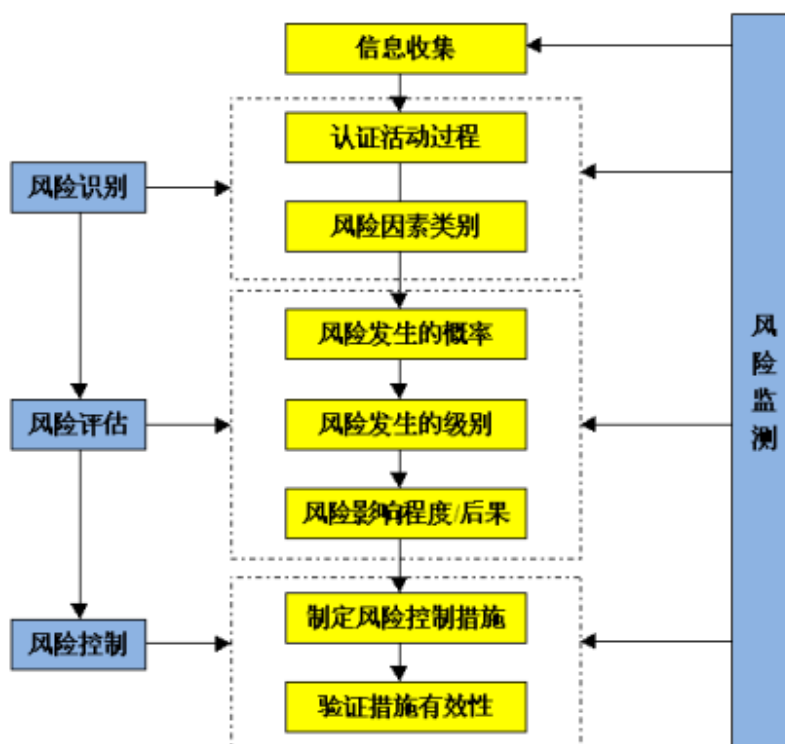 信息收集
认证活动过程
风险识别
风险因素类别
风险发生的概率
风险评估
风险发生的级别
风险影响程度/后果
制定风险控制措施
风险控制
验证措施有效性
风
险
监
测